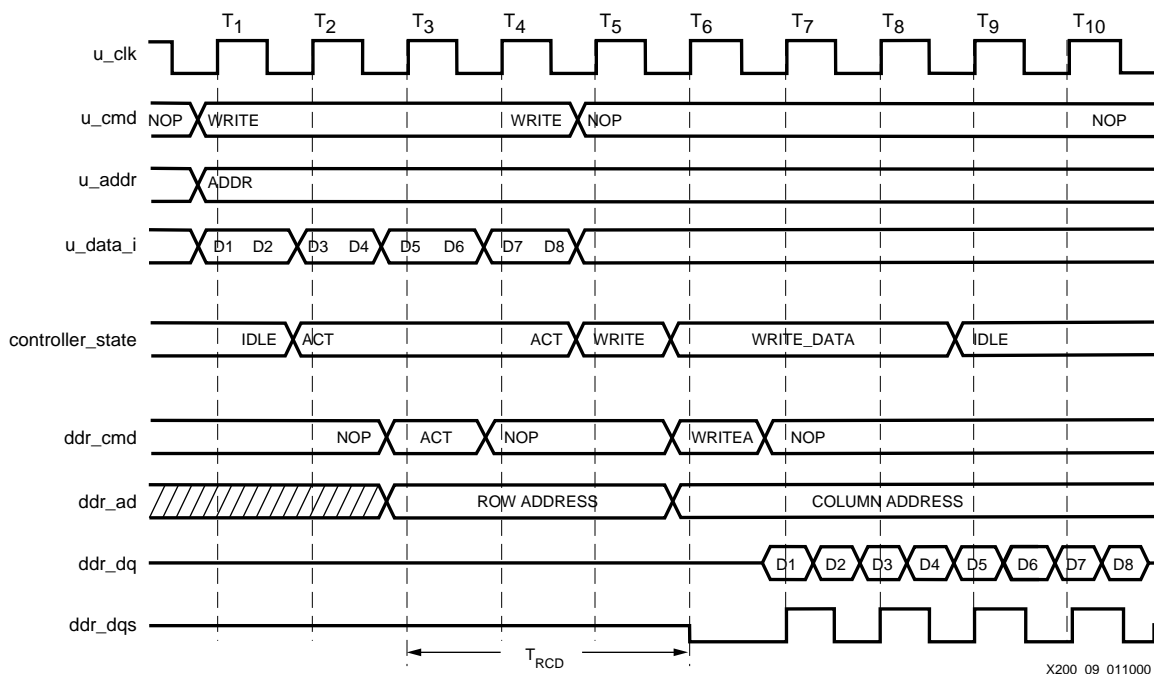 T1 T2 T3 T4 T5 T6 T7 T8 T9 T10
u_clk
u_cmd NOP WRITE WRITE NOP NOP
u_addr ADDR
u_data_i D1 D2 D3 D4 D5 D6 D7 D8
controller_state IDLE ACT ACT WRITE WRITE_DATA IDLE
ddr_cmd NOP ACT NOP WRITEA NOP
ddr_ad ROW ADDRESS COLUMN ADDRESS
ddr_dq D1 D2 D3 D4 D5 D6 D7 D8
ddr_dqs
TRCD
X200_09_011000